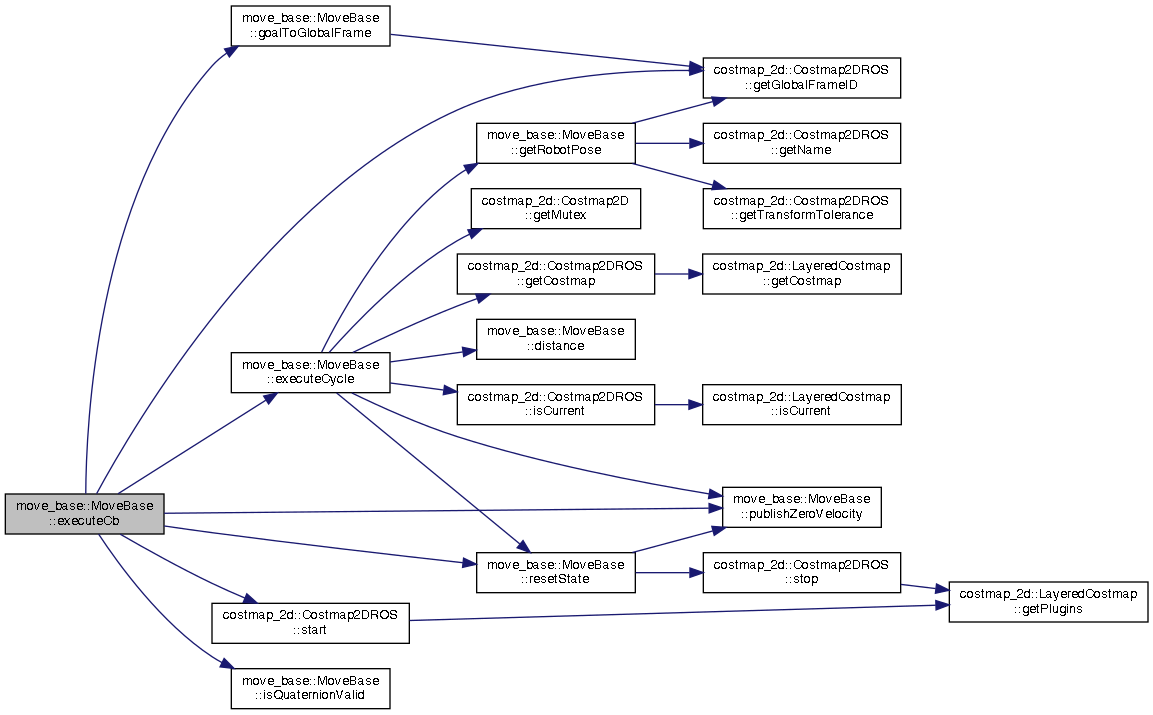 move_base::MoveBase
::goalToGlobalFrame
costmap_2d::Costmap2DROS
::getGlobalFrameID
move_base::MoveBase
::getRobotPose
costmap_2d::Costmap2DROS
::getName
costmap_2d::Costmap2D
::getMutex
costmap_2d::Costmap2DROS
::getTransformTolerance
costmap_2d::Costmap2DROS
::getCostmap
costmap_2d::LayeredCostmap
::getCostmap
move_base::MoveBase
::distance
move_base::MoveBase
::executeCycle
costmap_2d::Costmap2DROS
::isCurrent
costmap_2d::LayeredCostmap
::isCurrent
move_base::MoveBase
::executeCb
move_base::MoveBase
::publishZeroVelocity
move_base::MoveBase
::resetState
costmap_2d::Costmap2DROS
::stop
costmap_2d::LayeredCostmap
::getPlugins
costmap_2d::Costmap2DROS
::start
move_base::MoveBase
::isQuaternionValid